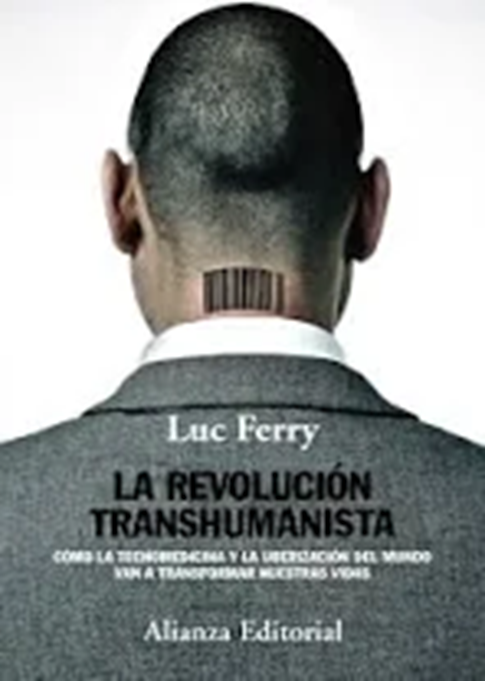 Luc Ferry
LA REVOLUCIÓN
TRANSHUMANISTA
CÓMO LA TECNOMEDICINA Y LA UBERIZACIÓN DEL MUNDO
VAN A TRANSFORMAR NUESTRAS VIDAS
Alianza Editorial